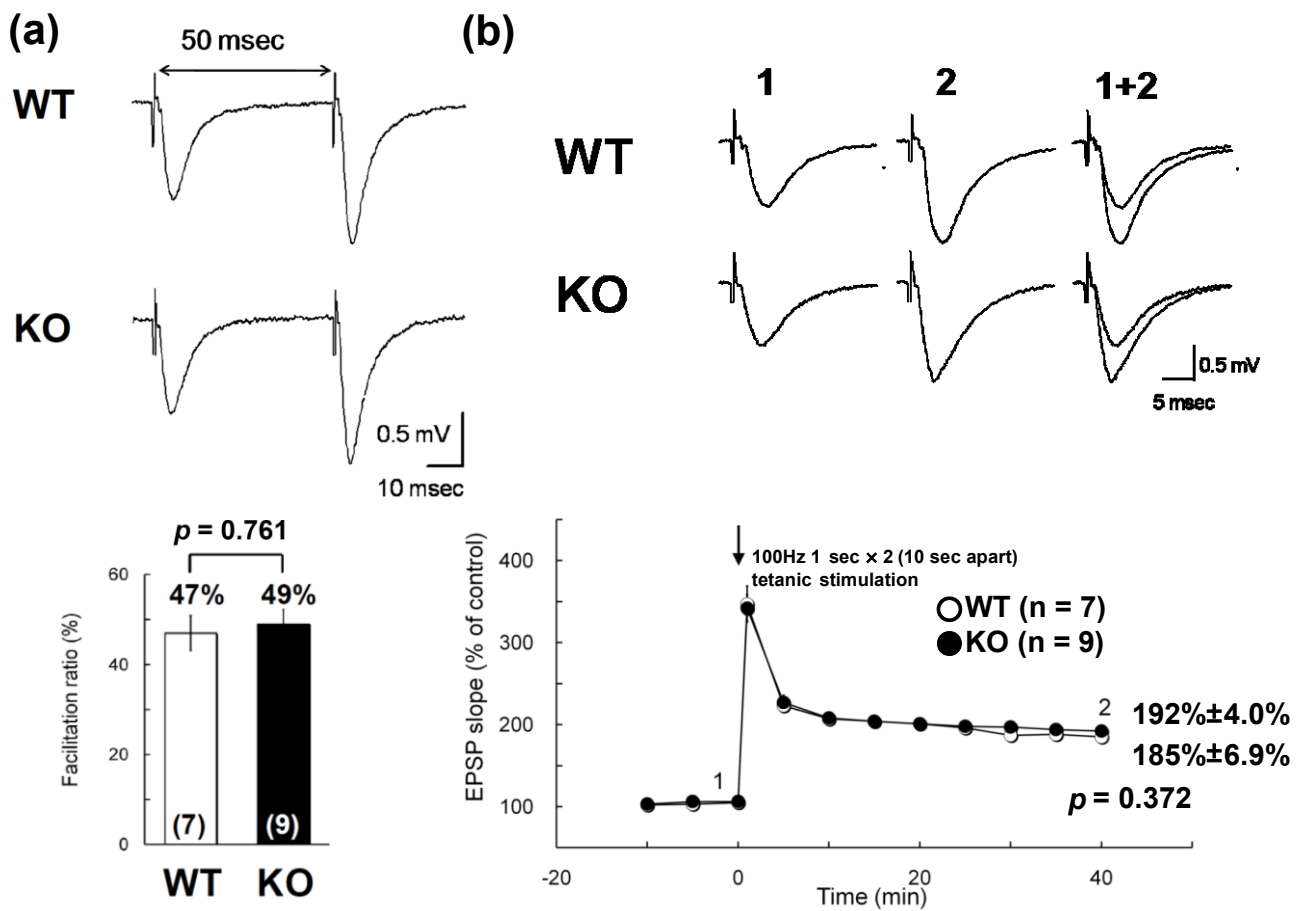 (a)
50 msec
WT
KO
0.5 mV
10 msec
p = 0.761
60
40
20
0
Facilitation ratio (%)
47%
49%
(7)
(9)
WT
KO
(b)
1
2
1+2
WT
KO
0.5 mV
5 msec
400
300
200
100
EPSP slope (% of control)
100Hz 1 sec × 2 (10 sec apart)
tetanic stimulation
WT (n = 7)
KO (n = 9)
1
2
192%±4.0%
185%±6.9%
p = 0.372
-20
0
20
40
Time (min)